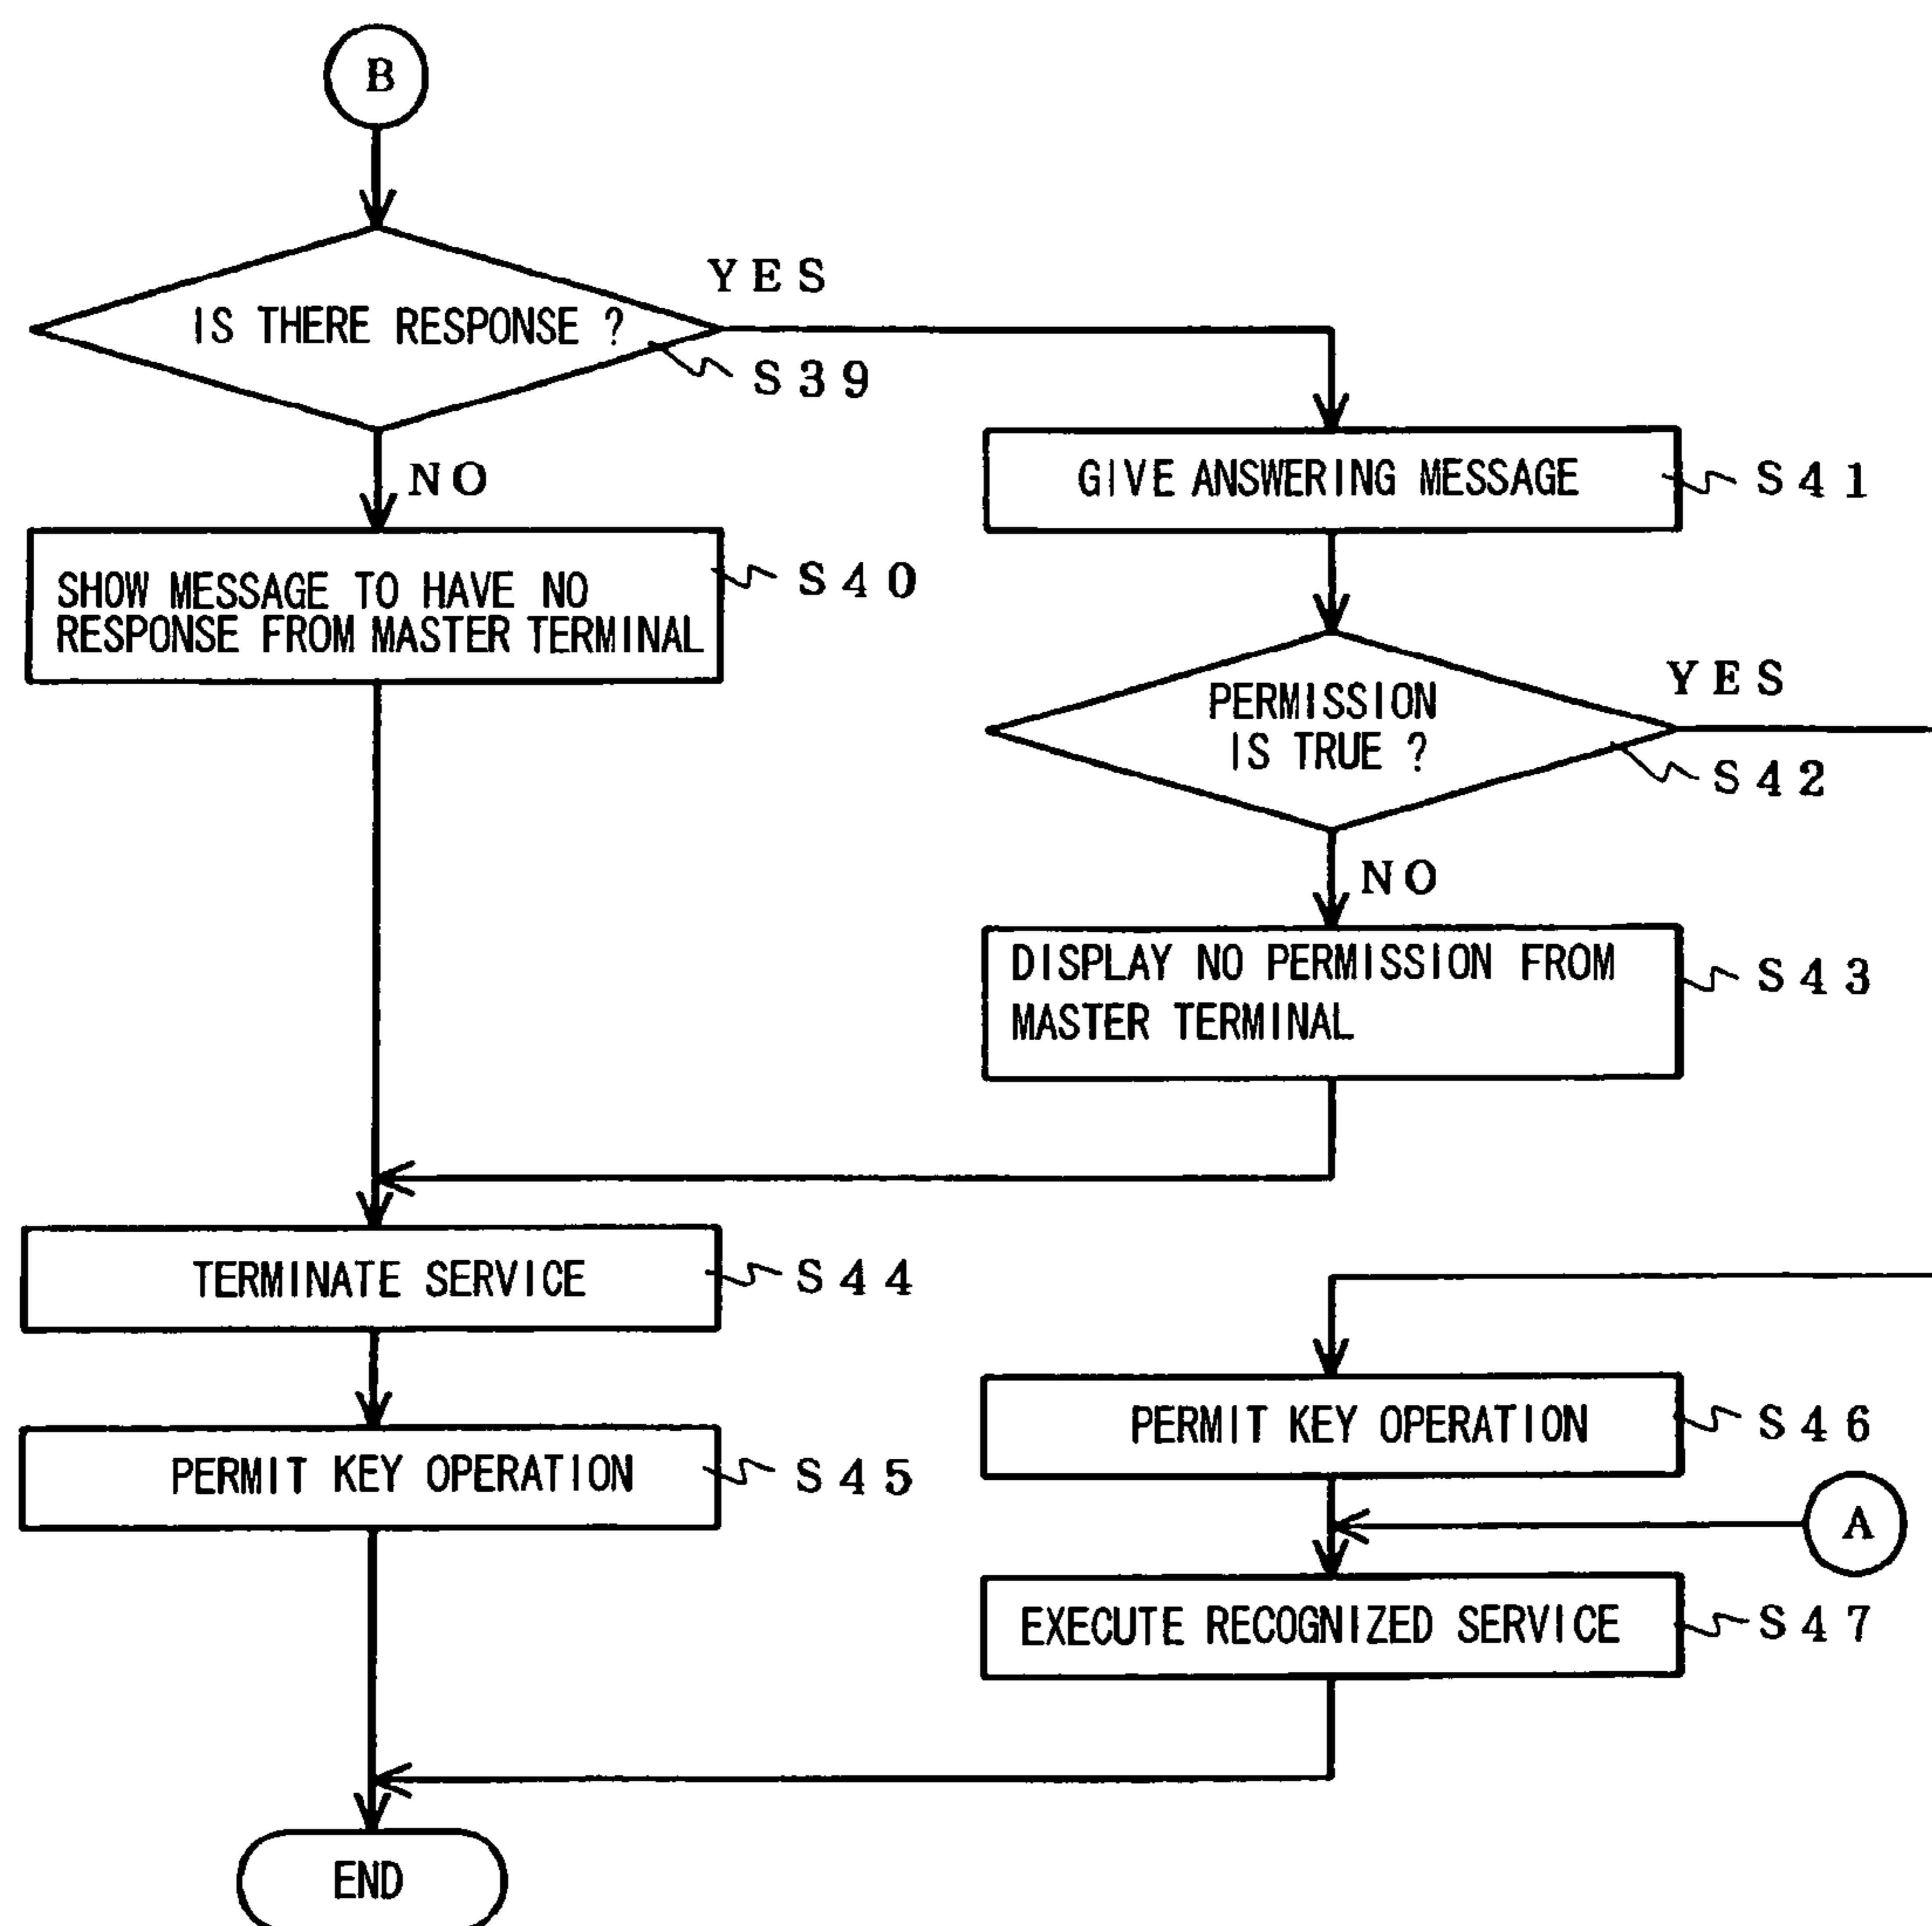 B
IS THERE RESPONSE ?
YES
S39
NO
GIVE ANSWERING MESSAGE
S41
SHOW MESSAGE TO HAVE NO
RESPONSE FROM MASTER TERMINAL
S40
PERMISSION
IS TRUE ?
YES
S42
NO
DISPLAY NO PERMISSION FROM
MASTER TERMINAL
S43
TERMINATE SERVICE
S44
PERMIT KEY OPERATION
S45
PERMIT KEY OPERATION
S46
A
EXECUTE RECOGNIZED SERVICE
S47
END